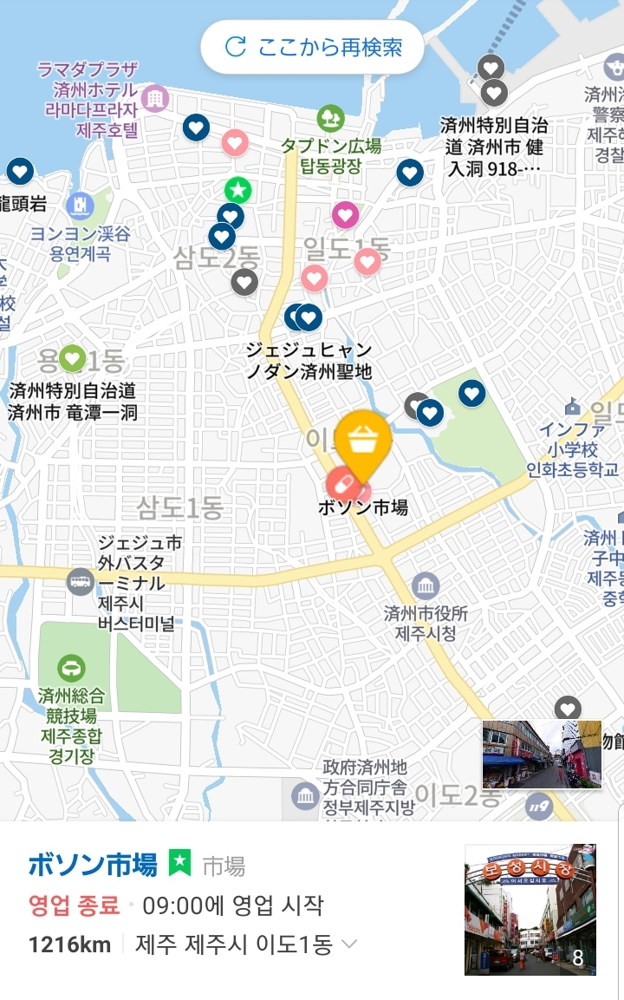 ここから再検索
ラマダプラザ
済州ホテル
라마다프라자
제주호텔
タプドン広場
탑동광장
済州特別自治
道 済州市 健
入洞 918-…
警察
경찰
龍頭岩
ヨンヨン渓谷
용연계곡
삼도2동
일도1동
校
ジェジュヒャン
ノダン済州聖地
용담1동
済州特別自治道
済州市 竜潭一洞
이도
일도
インファ
小学校
인화초등학교
ボソン市場
삼도1동
ジェジュ市
外バスタ
ーミナル
제주시
버스터미널
済州市役所
제주시청
済州
子中
제주
済州総合
競技場
제주종합
경기장
物館
政府済州地
方合同庁舎
정부제주지방
이도2동
119
ボソン市場 市場
영업 종료 · 09:00에 영업 시작
1216km 제주 제주시 이도1동
보성시장
어서오십시오
8